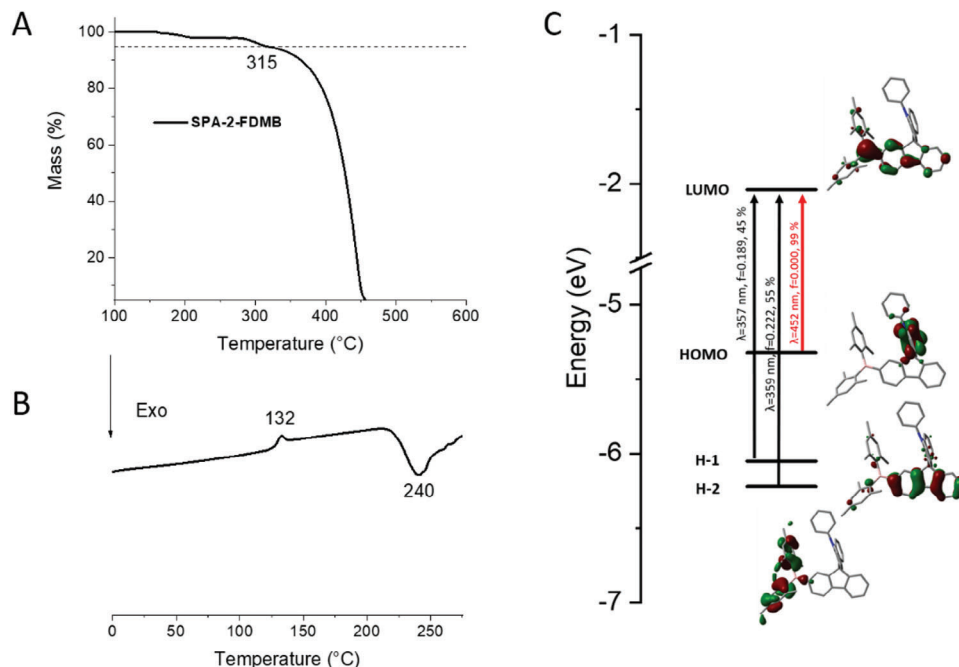 A
100
80
60
40
20
Mass (%)
315
SPA-2-FDMB
100 200 300 400 500 600
Temperature (°C)
B
Exo
132
240
0 50 100 150 200 250
Temperature (°C)
C
-1
-2
-5
-6
-7
Energy (eV)
LUMO
HOMO
H-1
H-2
λ=357 nm, f=0.189, 45 %
λ=359 nm, f=0.222, 55 %
λ=452 nm, f=0.000, 99 %